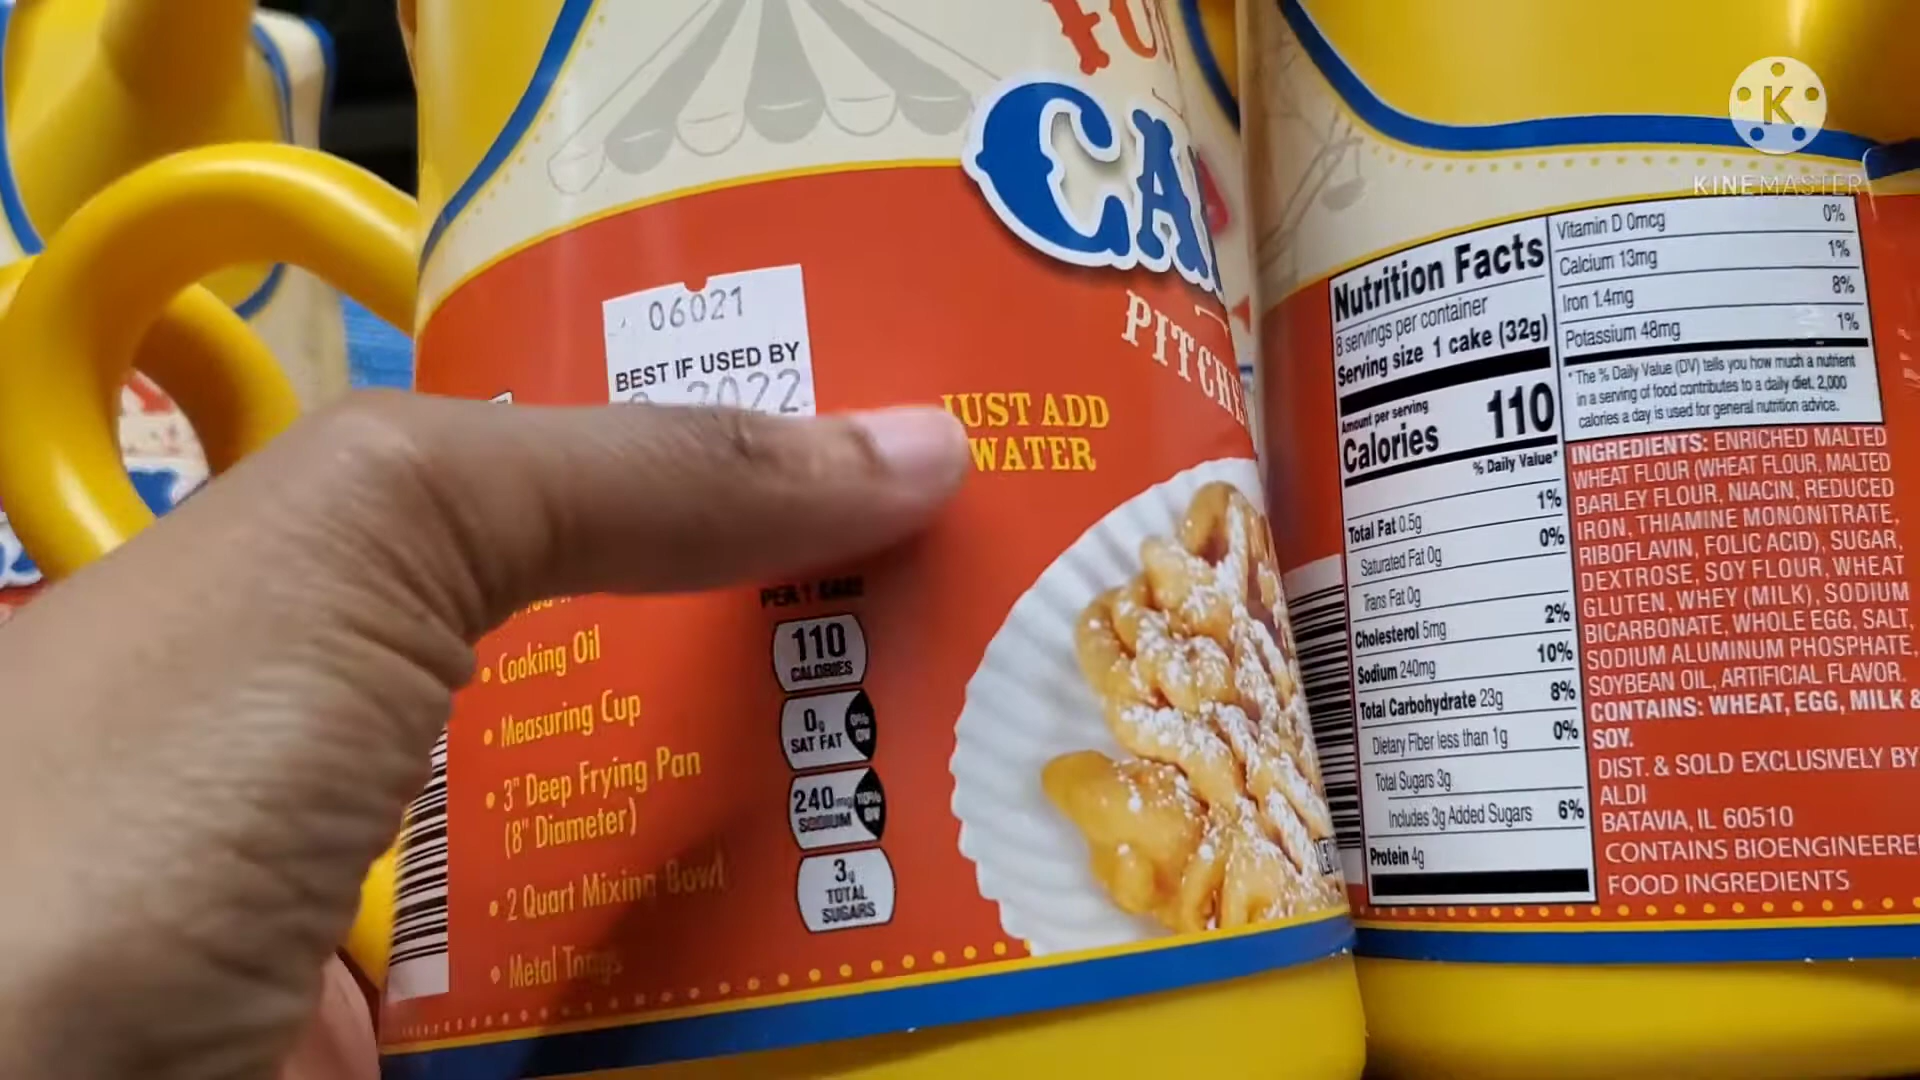 CA
PITCHE
06021
BEST IF USED BY
2022
JUST ADD
WATER
• Cooking Oil
• Measuring Cup
• 3" Deep Frying Pan
(8" Diameter)
• 2 Quart Mixing Bowl
• Metal Tongs
PER 1 CAKE
110
CALORIES
0g
SAT FAT
0%
DV
240mg
SODIUM
10%
DV
3g
TOTAL
SUGARS
KINEMASTER
Nutrition Facts
8 servings per container
Serving size 1 cake (32g)
Amount per serving
Calories 110
% Daily Value*
Total Fat 0.5g 1%
Saturated Fat 0g 0%
Trans Fat 0g
Cholesterol 5mg 2%
Sodium 240mg 10%
Total Carbohydrate 23g 8%
Dietary Fiber less than 1g 0%
Total Sugars 3g
Includes 3g Added Sugars 6%
Protein 4g
Vitamin D 0mcg 0%
Calcium 13mg 1%
Iron 1.4mg 8%
Potassium 48mg 1%
* The % Daily Value (DV) tells you how much a nutrient
in a serving of food contributes to a daily diet. 2,000
calories a day is used for general nutrition advice.
INGREDIENTS: ENRICHED MALTED
WHEAT FLOUR (WHEAT FLOUR, MALTED
BARLEY FLOUR, NIACIN, REDUCED
IRON, THIAMINE MONONITRATE,
RIBOFLAVIN, FOLIC ACID), SUGAR,
DEXTROSE, SOY FLOUR, WHEAT
GLUTEN, WHEY (MILK), SODIUM
BICARBONATE, WHOLE EGG, SALT,
SODIUM ALUMINUM PHOSPHATE,
SOYBEAN OIL, ARTIFICIAL FLAVOR.
CONTAINS: WHEAT, EGG, MILK &
SOY.
DIST. & SOLD EXCLUSIVELY BY
ALDI
BATAVIA, IL 60510
CONTAINS BIOENGINEERE
FOOD INGREDIENTS